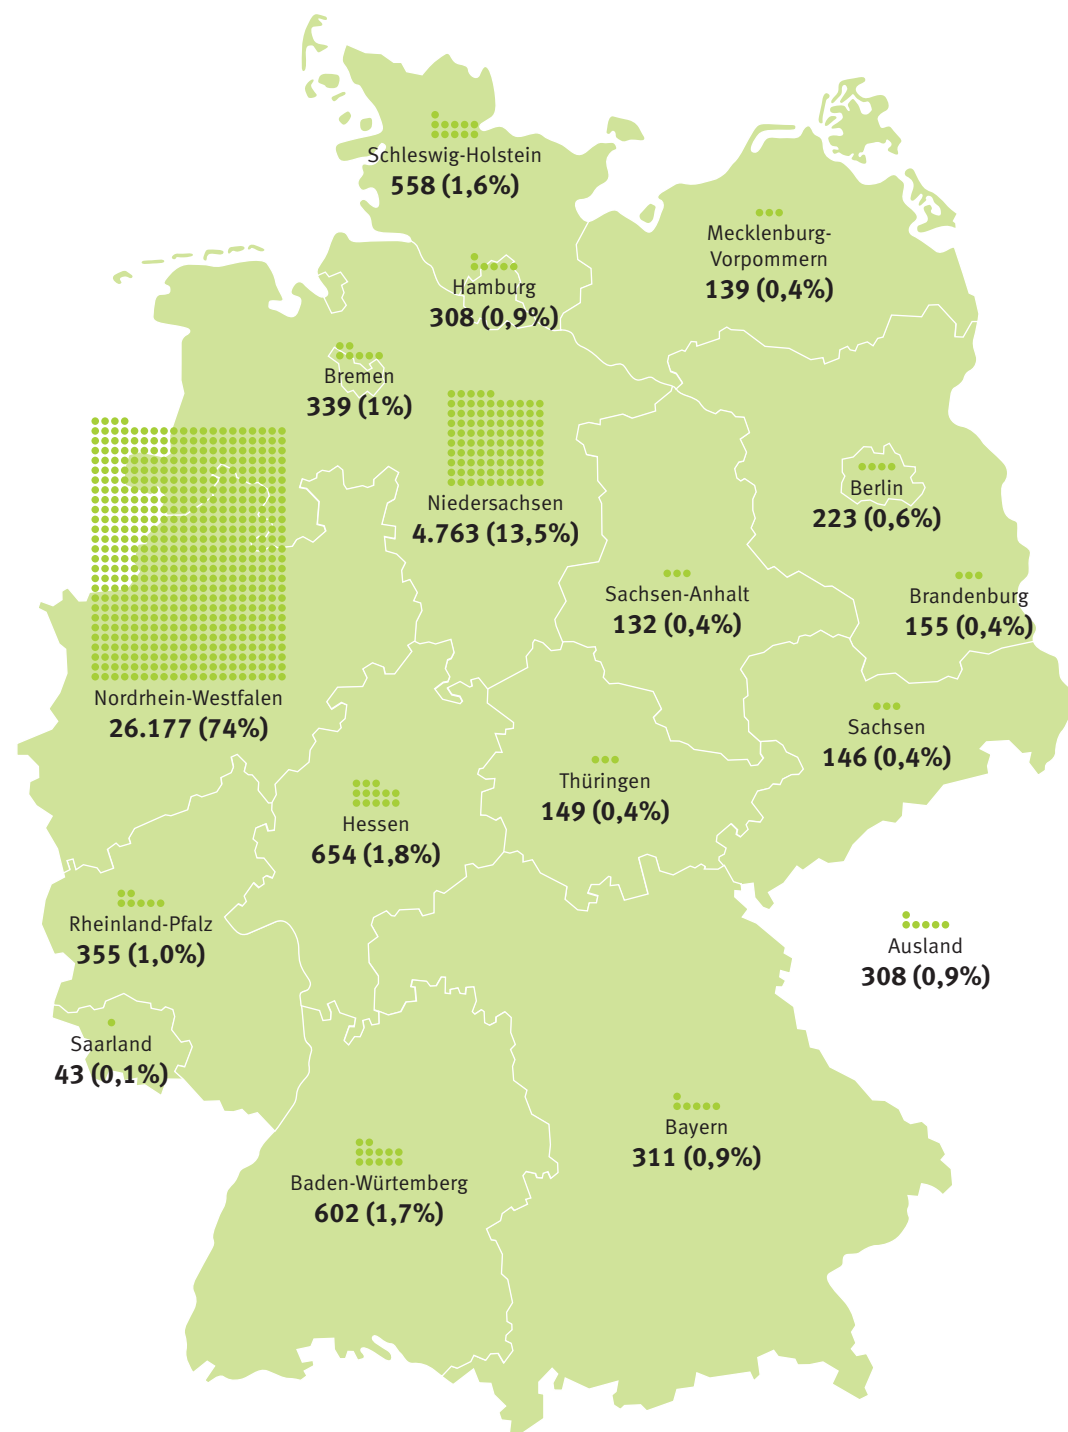 Schleswig-Holstein
558 (1,6%)
Mecklenburg-
Vorpommern
139 (0,4%)
Hamburg
308 (0,9%)
Bremen
339 (1%)
Niedersachsen
4.763 (13,5%)
Berlin
223 (0,6%)
Sachsen-Anhalt
132 (0,4%)
Brandenburg
155 (0,4%)
Nordrhein-Westfalen
26.177 (74%)
Sachsen
146 (0,4%)
Thüringen
149 (0,4%)
Hessen
654 (1,8%)
Rheinland-Pfalz
355 (1,0%)
Ausland
308 (0,9%)
Saarland
43 (0,1%)
Bayern
311 (0,9%)
Baden-Würtemberg
602 (1,7%)